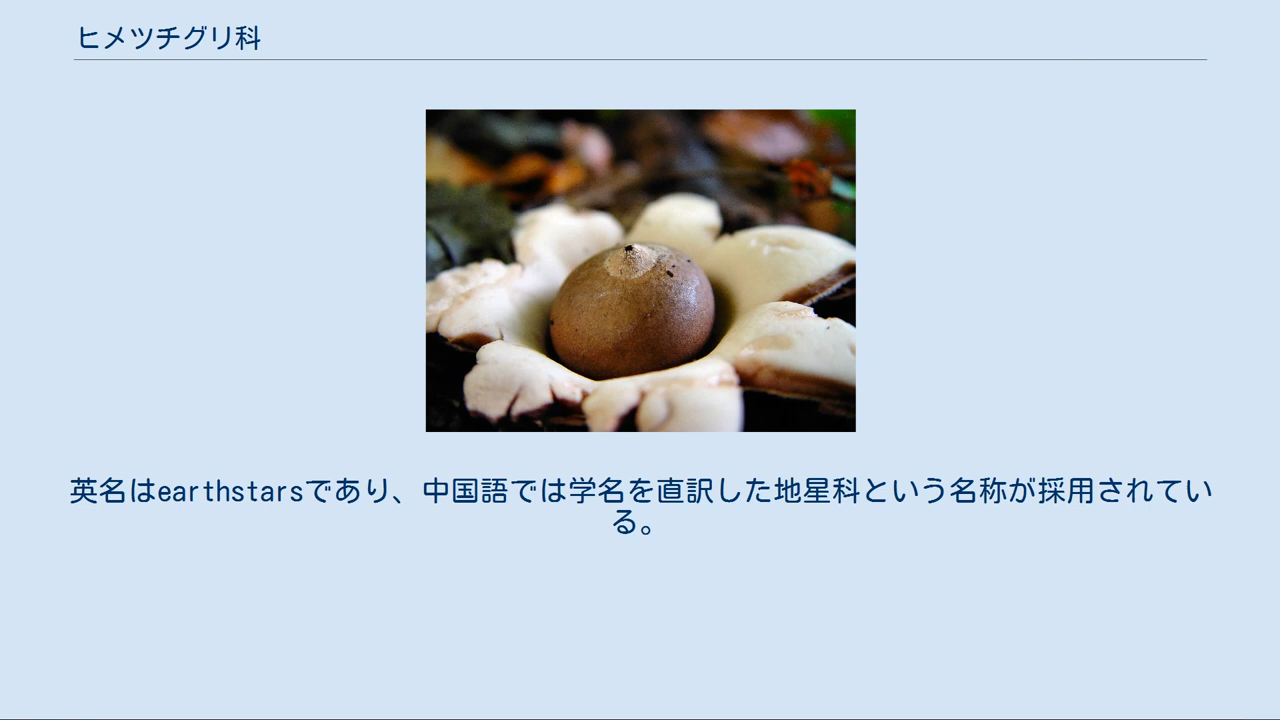 ヒメツチグリ科
英名はearthstarsであり、中国語では学名を直訳した地星科という名称が採用されてい
る。